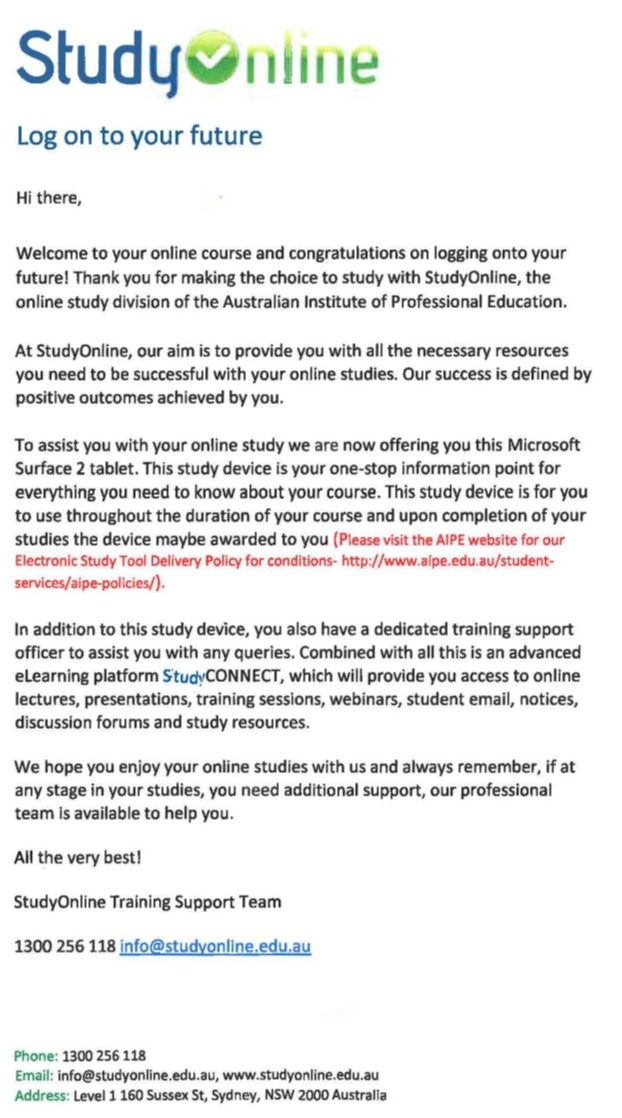 StudyOnline
Log on to your future
Hi there,
Welcome to your online course and congratulations on logging onto your
future! Thank you for making the choice to study with StudyOnline, the
online study division of the Australian Institute of Professional Education.
At StudyOnline, our aim is to provide you with all the necessary resources
you need to be successful with your online studies. Our success is defined by
positive outcomes achieved by you.
To assist you with your online study we are now offering you this Microsoft
Surface 2 tablet. This study device is your one-stop information point for
everything you need to know about your course. This study device is for you
to use throughout the duration of your course and upon completion of your
studies the device maybe awarded to you (Please visit the AIPE website for our
Electronic Study Tool Delivery Policy for conditions- http://www.aipe.edu.au/student-
services/aipe-policies/).
In addition to this study device, you also have a dedicated training support
officer to assist you with any queries. Combined with all this is an advanced
eLearning platform StudyCONNECT, which will provide you access to online
lectures, presentations, training sessions, webinars, student email, notices,
discussion forums and study resources.
We hope you enjoy your online studies with us and always remember, if at
any stage in your studies, you need additional support, our professional
team is available to help you.
All the very best!
StudyOnline Training Support Team
1300 256 118 info@studyonline.edu.au
Phone: 1300 256 118
Email: info@studyonline.edu.au, www.studyonline.edu.au
Address: Level 1 160 Sussex St, Sydney, NSW 2000 Australia